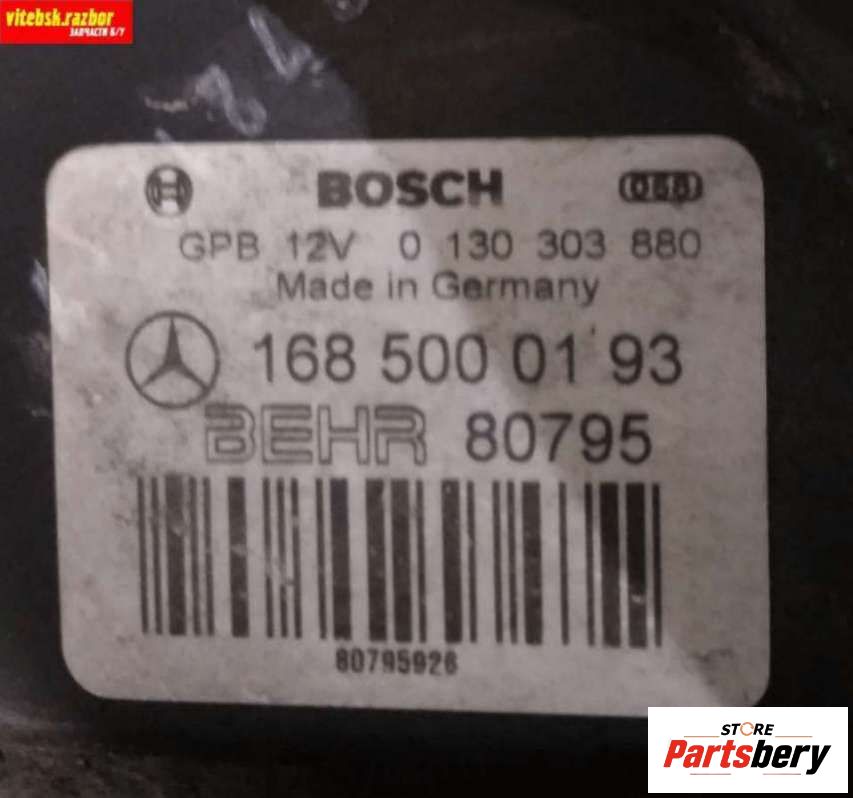 vitebsk.razbor
ЗАПЧАСТИ Б/У
BOSCH
GPB 12V 0 130 303 880
Made in Germany
168 500 01 93
BEHR 80795
80795926
STORE
Partsbery